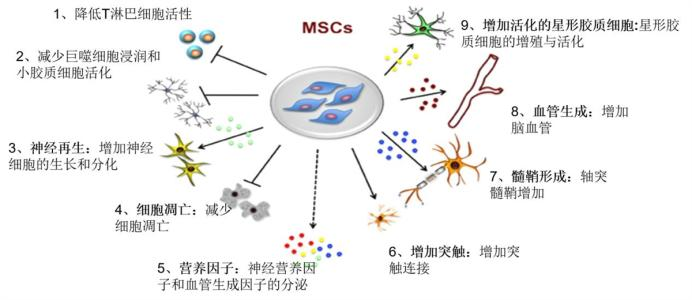 MSCs
1、降低T淋巴细胞活性
2、减少巨噬细胞浸润和
小胶质细胞活化
3、神经再生：增加神经
细胞的生长和分化
4、细胞凋亡：减少
细胞凋亡
5、营养因子：神经营养因
子和血管生成因子的分泌
6、增加突触：增加突
触连接
7、髓鞘形成：轴突
髓鞘增加
8、血管生成：增加
脑血管
9、增加活化的星形胶质细胞:星形胶
质细胞的增殖与活化